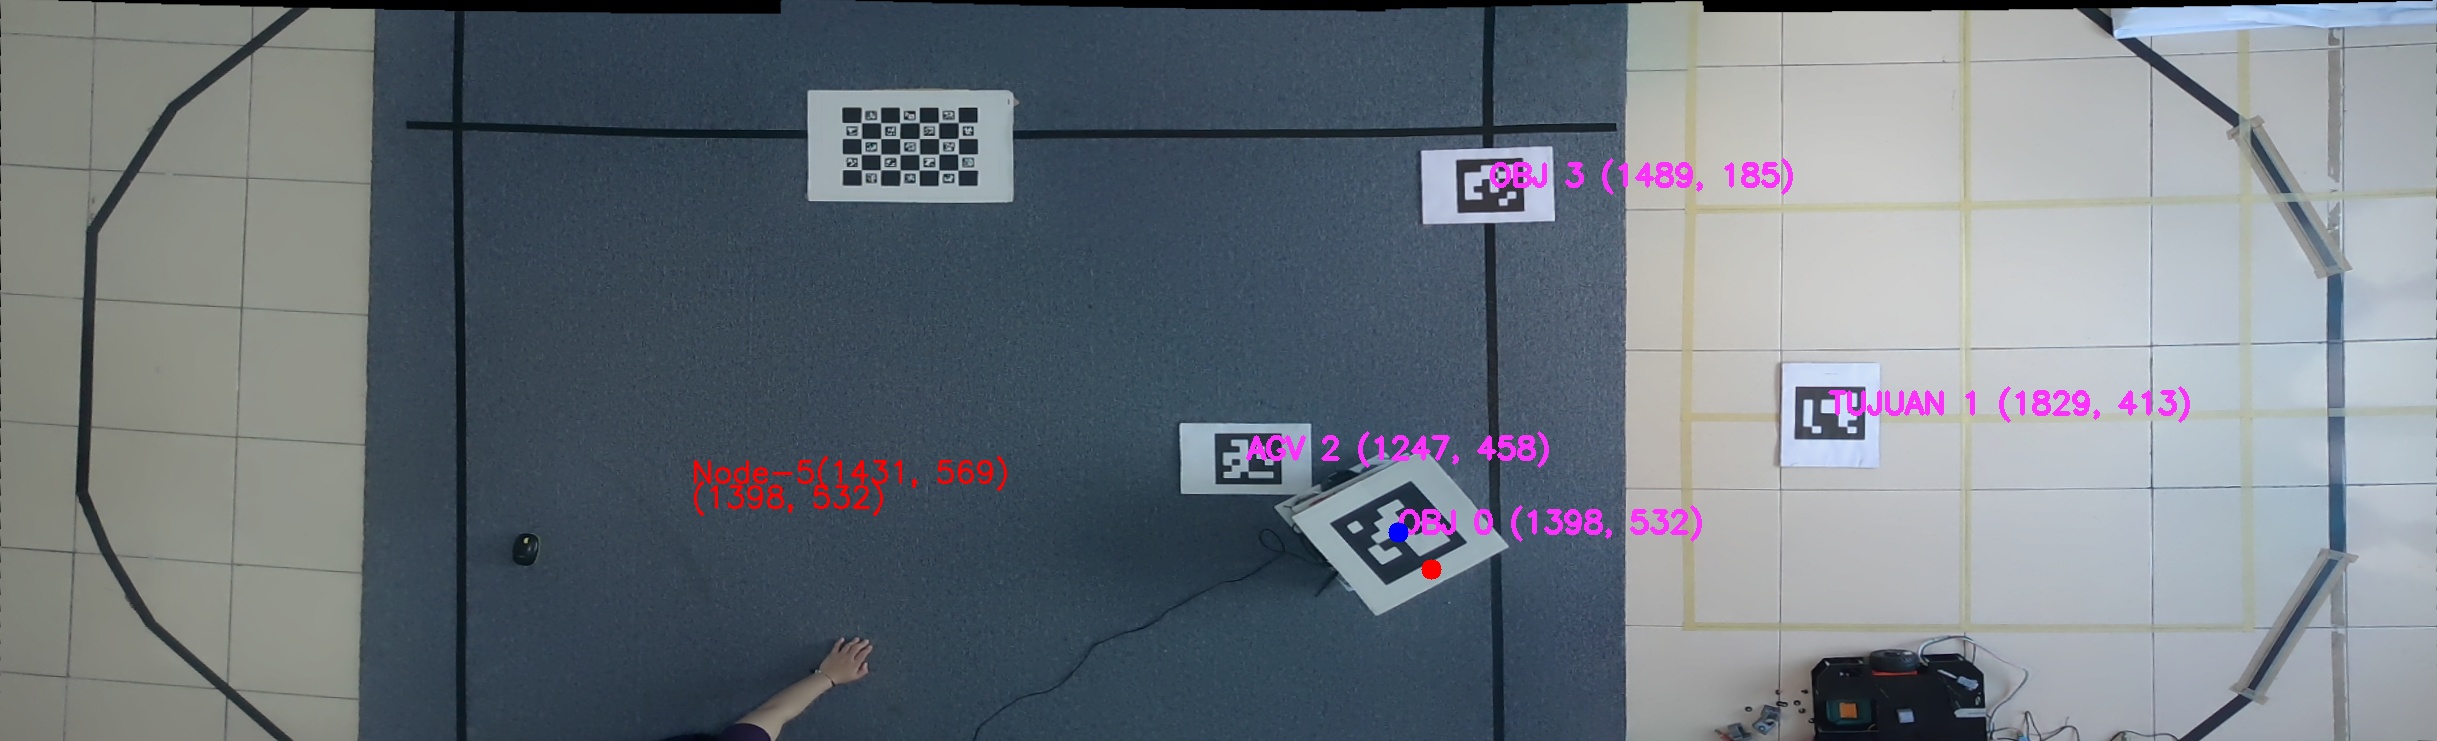 OBJ 3 (1489, 185)
TUJUAN 1 (1829, 413)
AGV 2 (1247, 458)
Node-5(1431, 569)
(1398, 532)
OBJ 0 (1398, 532)